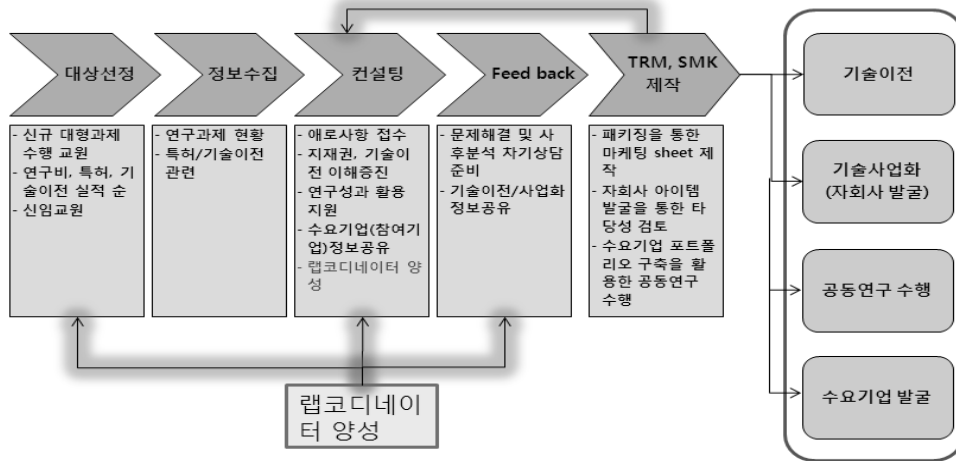 대상선정
정보수집
컨설팅
Feed back
TRM, SMK
제작
- 신규 대형과제
수행 교원
- 연구비, 특허, 기
술이전 실적 순
- 신임교원
- 연구과제 현황
- 특허/기술이전
관련
- 애로사항 접수
- 지재권, 기술이
전 이해증진
- 연구성과 활용
지원
- 수요기업(참여기
업)정보공유
- 랩코디네이터 양
성
- 문제해결 및 사
후분석 차기상담
준비
- 기술이전/사업화
정보공유
- 패키징을 통한
마케팅 sheet 제
작
- 자회사 아이템
발굴을 통한 타
당성 검토
- 수요기업 포트폴
리오 구축을 활
용한 공동연구
수행
기술이전
기술사업화
(자회사 발굴)
공동연구 수행
수요기업 발굴
랩코디네이
터 양성